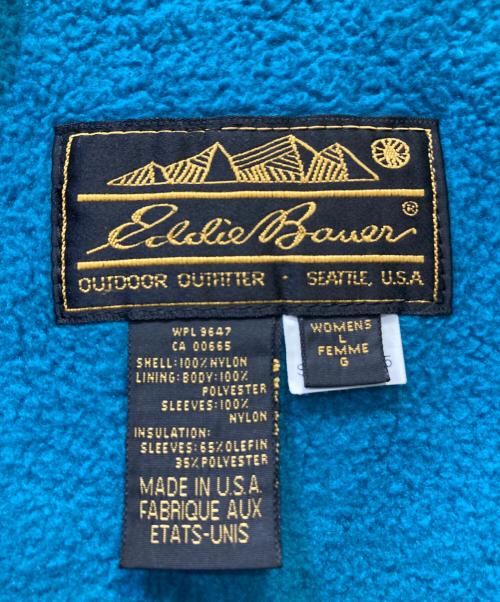 Eddie Bauer®
OUTDOOR OUTFITTER · SEATTLE, U.S.A
WPL 9647
CA 00665
SHELL: 100% NYLON
LINING: BODY: 100%
POLYESTER
SLEEVES: 100%
NYLON
INSULATION:
SLEEVES: 65% OLEFIN
35% POLYESTER
MADE IN U.S.A.
FABRIQUE AUX
ETATS-UNIS
WOMENS
L
FEMME
G